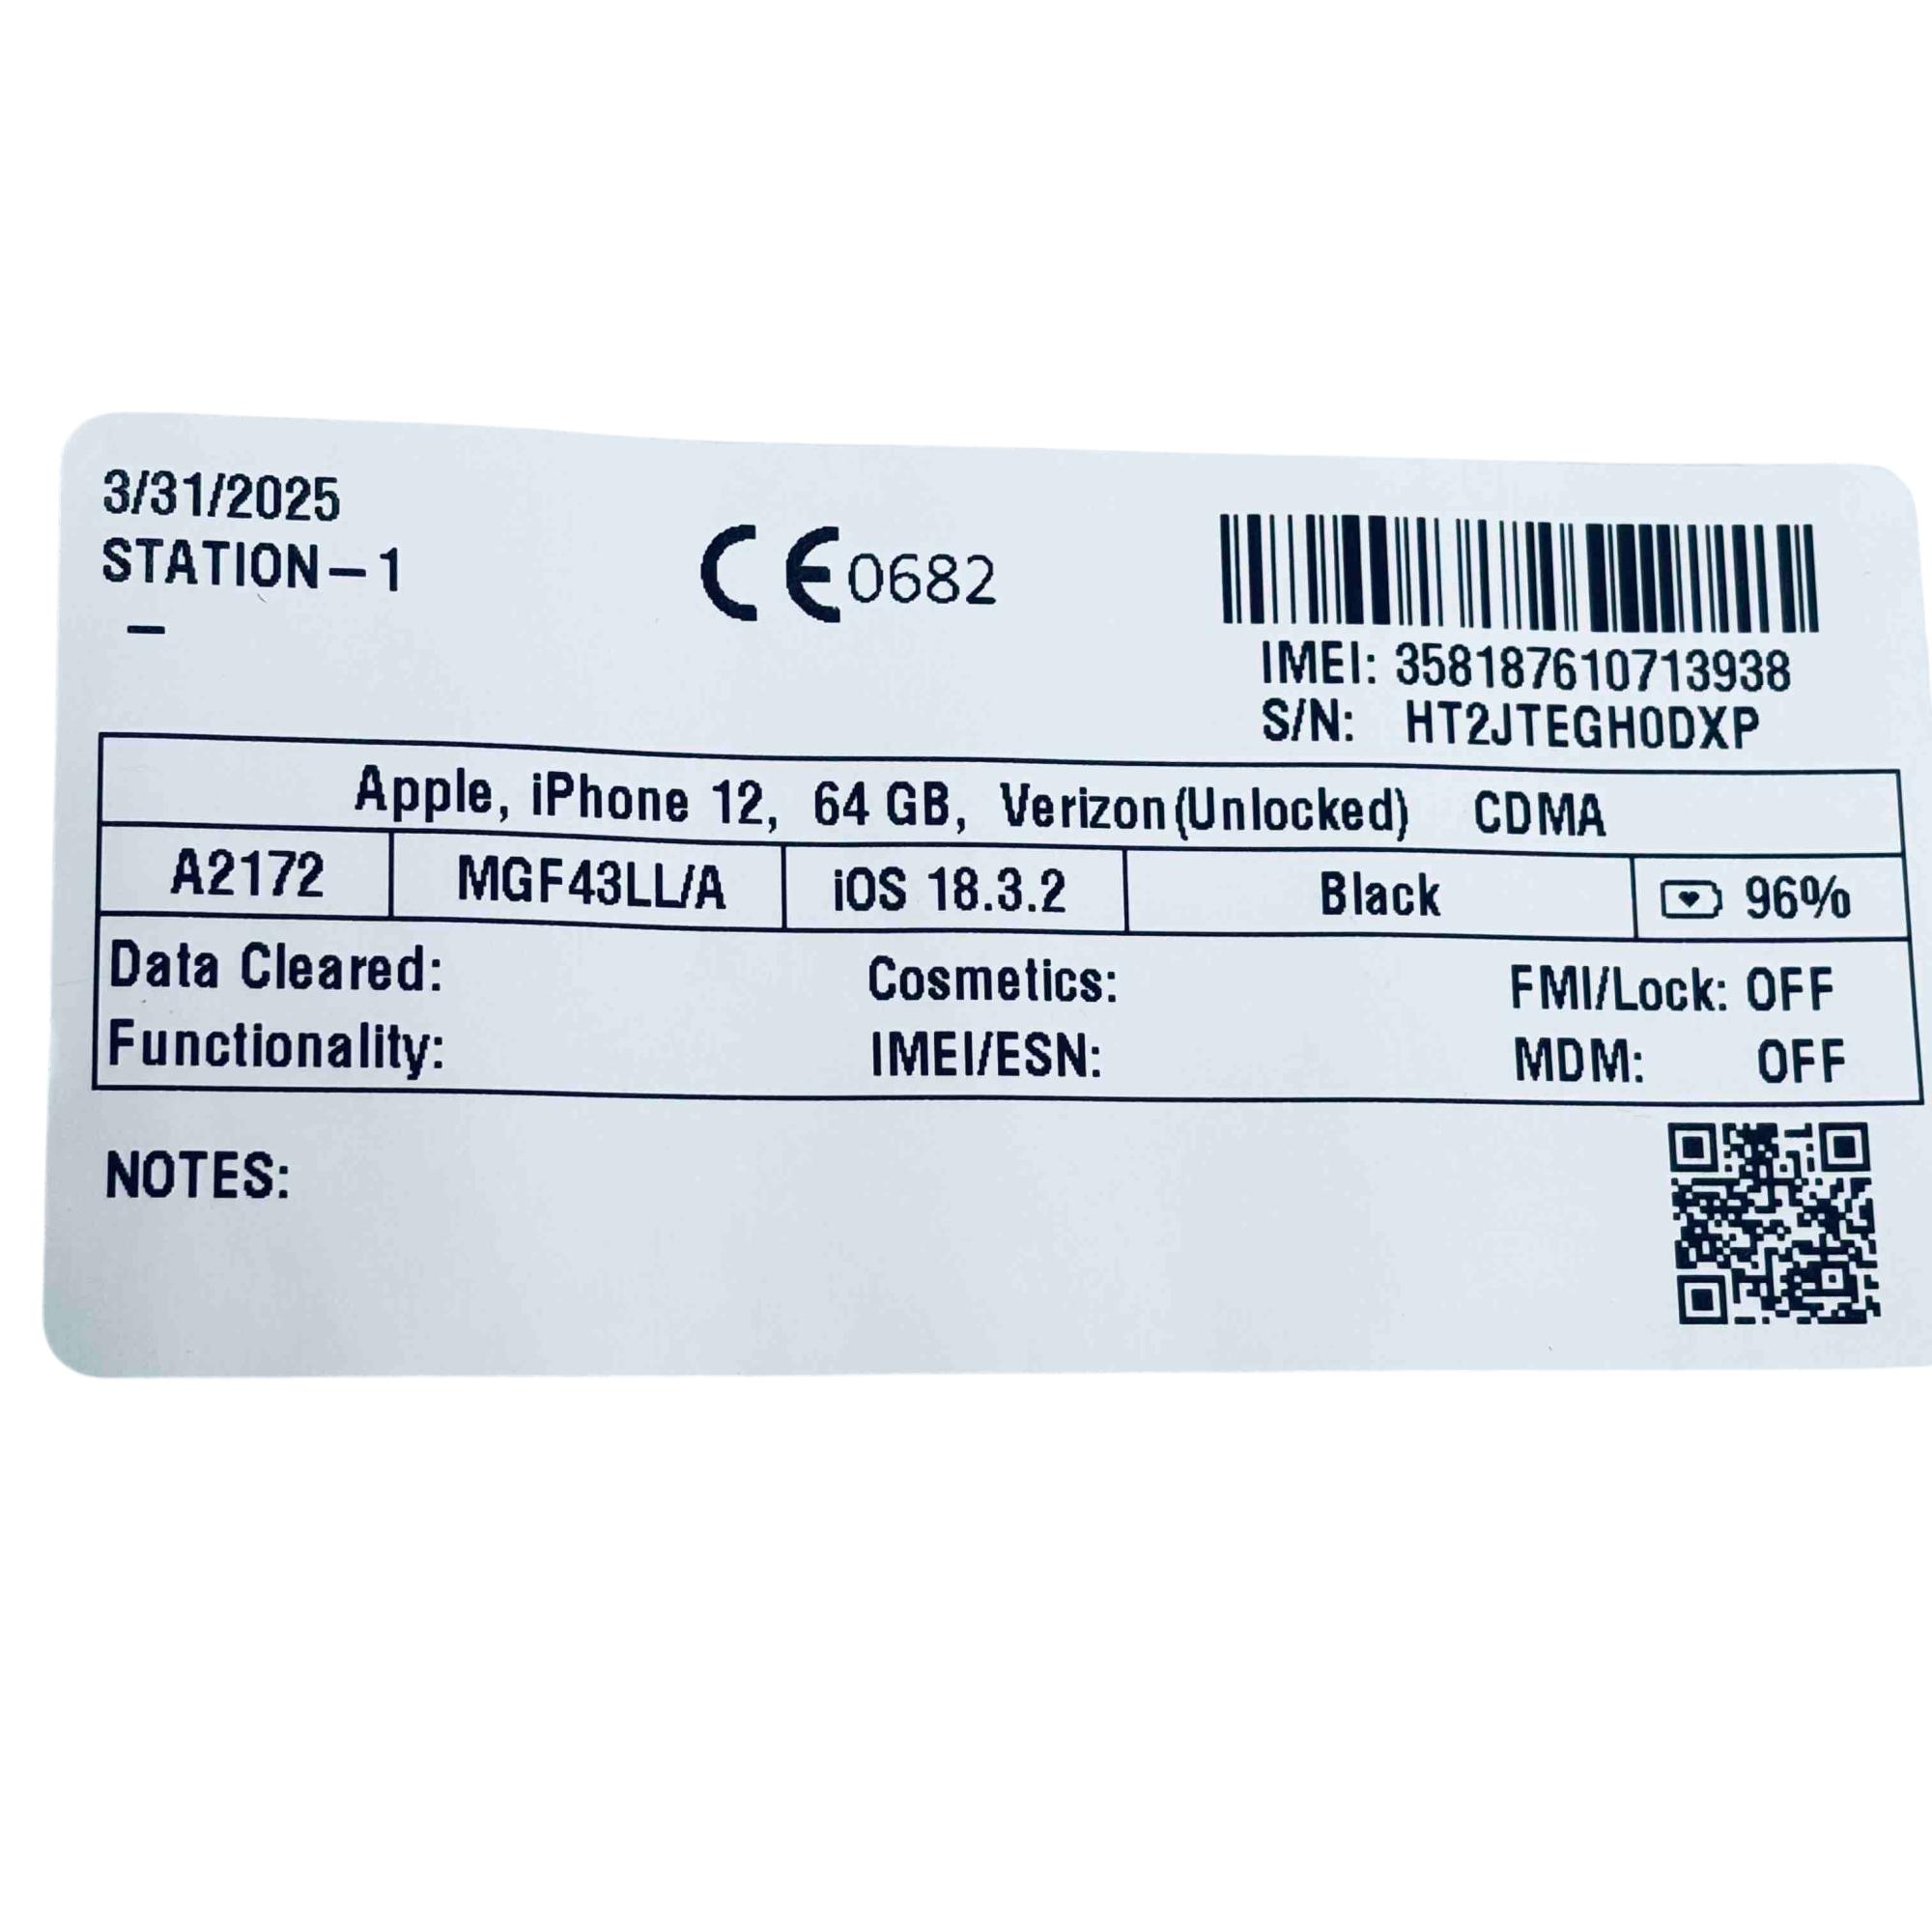 3/31/2025
STATION-1
-
CE0682
IMEI: 358187610713938
S/N: HT2JTEGH0DXP
Apple, iPhone 12, 64 GB, Verizon(Unlocked) CDMA
A2172 MGF43LL/A iOS 18.3.2 Black 96%
Data Cleared: Cosmetics: FMI/Lock: OFF
Functionality: IMEI/ESN: MDM: OFF
NOTES: